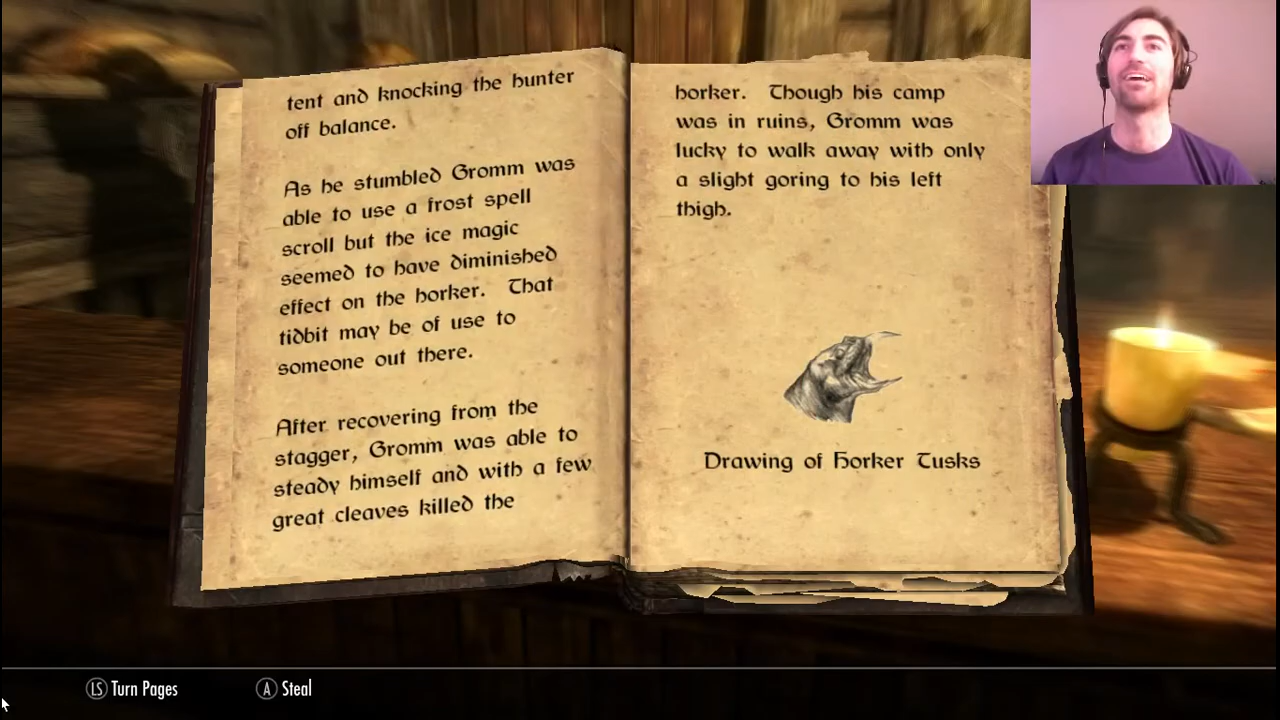 tent and knocking the hunter
off balance.
As he stumbled Gromm was
able to use a frost spell
scroll but the ice magic
seemed to have diminished
effect on the horker.  That
tidbit may be of use to
someone out there.
After recovering from the
stagger, Gromm was able to
steady himself and with a few
great cleaves killed the
horker.  Though his camp
was in ruins, Gromm was
lucky to walk away with only
a slight goring to his left
thigh.
Drawing of Horker Tusks
LS Turn Pages
A Steal